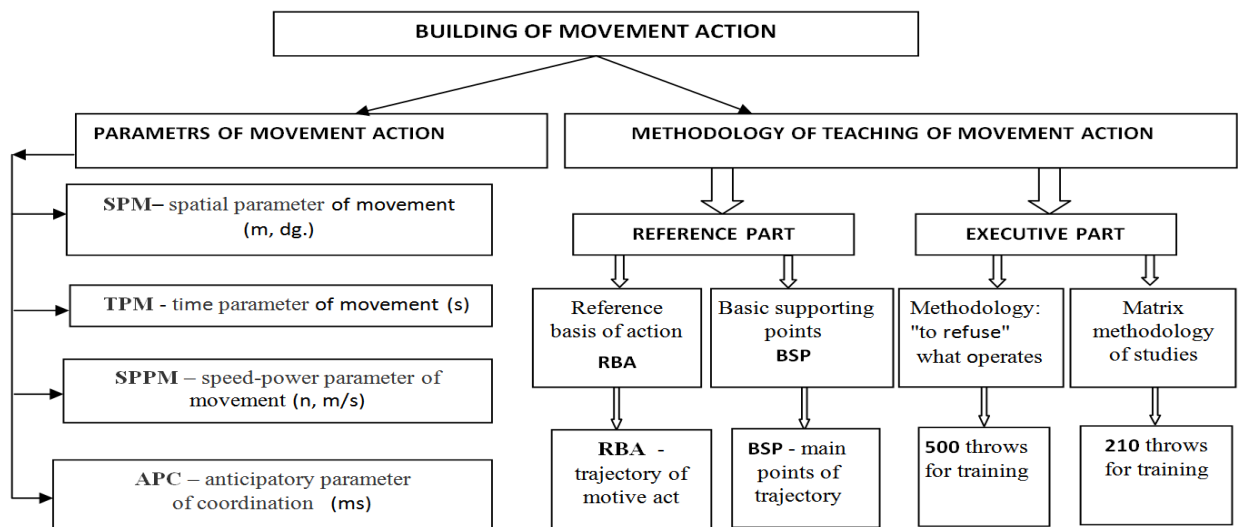 BUILDING OF MOVEMENT ACTION
PARAMETRS OF MOVEMENT ACTION
SPM– spatial parameter of movement
(m, dg.)
TPM - time parameter of movement (s)
SPPM – speed-power parameter of
movement (n, m/s)
APC – anticipatory parameter
of coordination (ms)
METHODOLOGY OF TEACHING OF MOVEMENT ACTION
REFERENCE PART
Reference
basis of action
RBA
RBA -
trajectory of
motive act
Basic supporting
points
BSP
BSP - main
points of
trajectory
EXECUTIVE PART
Methodology:
"to refuse"
what operates
500 throws
for training
Matrix
methodology
of studies
210 throws
for training